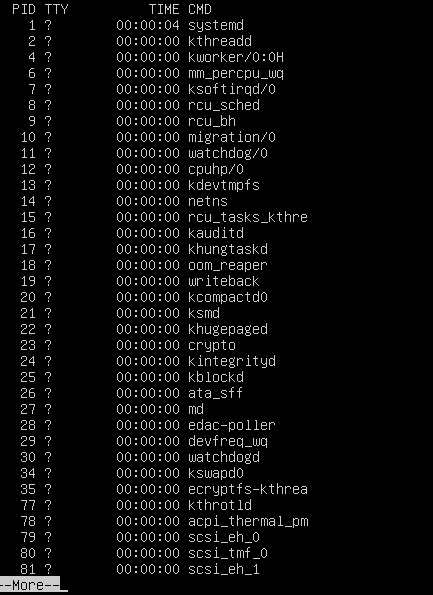 PID TTY          TIME CMD
1 ?        00:00:04 systemd
2 ?        00:00:00 kthreadd
4 ?        00:00:00 kworker/0:0H
6 ?        00:00:00 mm_percpu_wq
7 ?        00:00:00 ksoftirqd/0
8 ?        00:00:00 rcu_sched
9 ?        00:00:00 rcu_bh
10 ?        00:00:00 migration/0
11 ?        00:00:00 watchdog/0
12 ?        00:00:00 cpuhp/0
13 ?        00:00:00 kdevtmpfs
14 ?        00:00:00 netns
15 ?        00:00:00 rcu_tasks_kthre
16 ?        00:00:00 kauditd
17 ?        00:00:00 khungtaskd
18 ?        00:00:00 oom_reaper
19 ?        00:00:00 writeback
20 ?        00:00:00 kcompactd0
21 ?        00:00:00 ksmd
22 ?        00:00:00 khugepaged
23 ?        00:00:00 crypto
24 ?        00:00:00 kintegrityd
25 ?        00:00:00 kblockd
26 ?        00:00:00 ata_sff
27 ?        00:00:00 md
28 ?        00:00:00 edac-poller
29 ?        00:00:00 devfreq_wq
30 ?        00:00:00 watchdogd
34 ?        00:00:00 kswapd0
35 ?        00:00:00 ecryptfs-kthrea
77 ?        00:00:00 kthrotld
78 ?        00:00:00 acpi_thermal_pm
79 ?        00:00:00 scsi_eh_0
80 ?        00:00:00 scsi_tmf_0
81 ?        00:00:00 scsi_eh_1
--More--